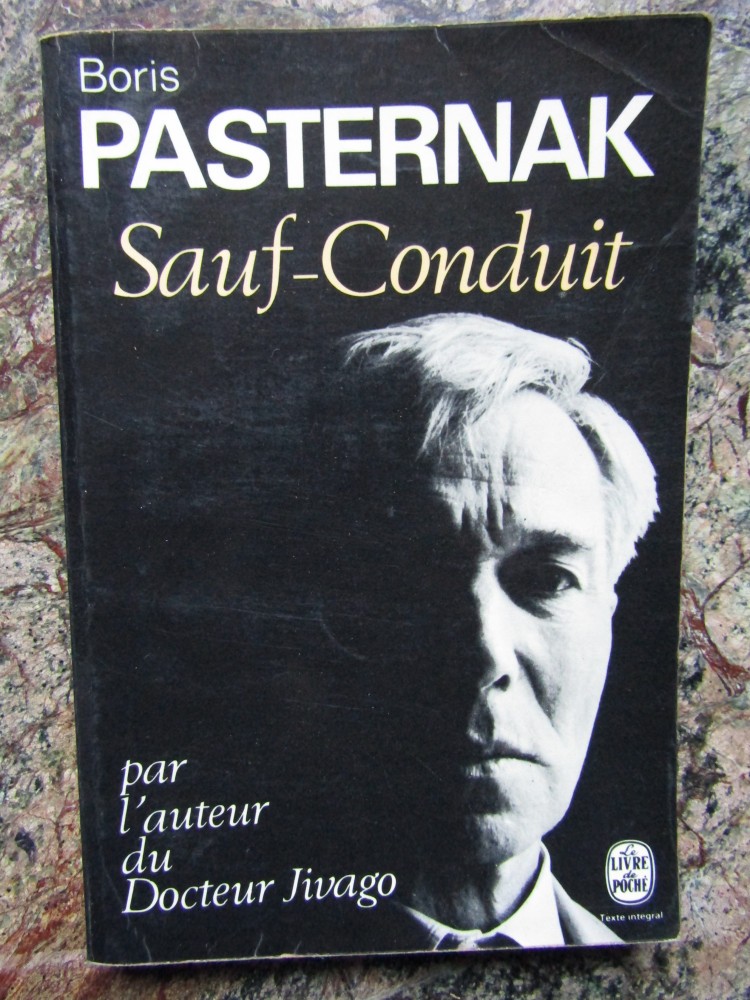 Boris
PASTERNAK
Sauf-Conduit
par
l'auteur
du
Docteur Jivago
Le
LIVRE
de
POCHE
Texte intégral